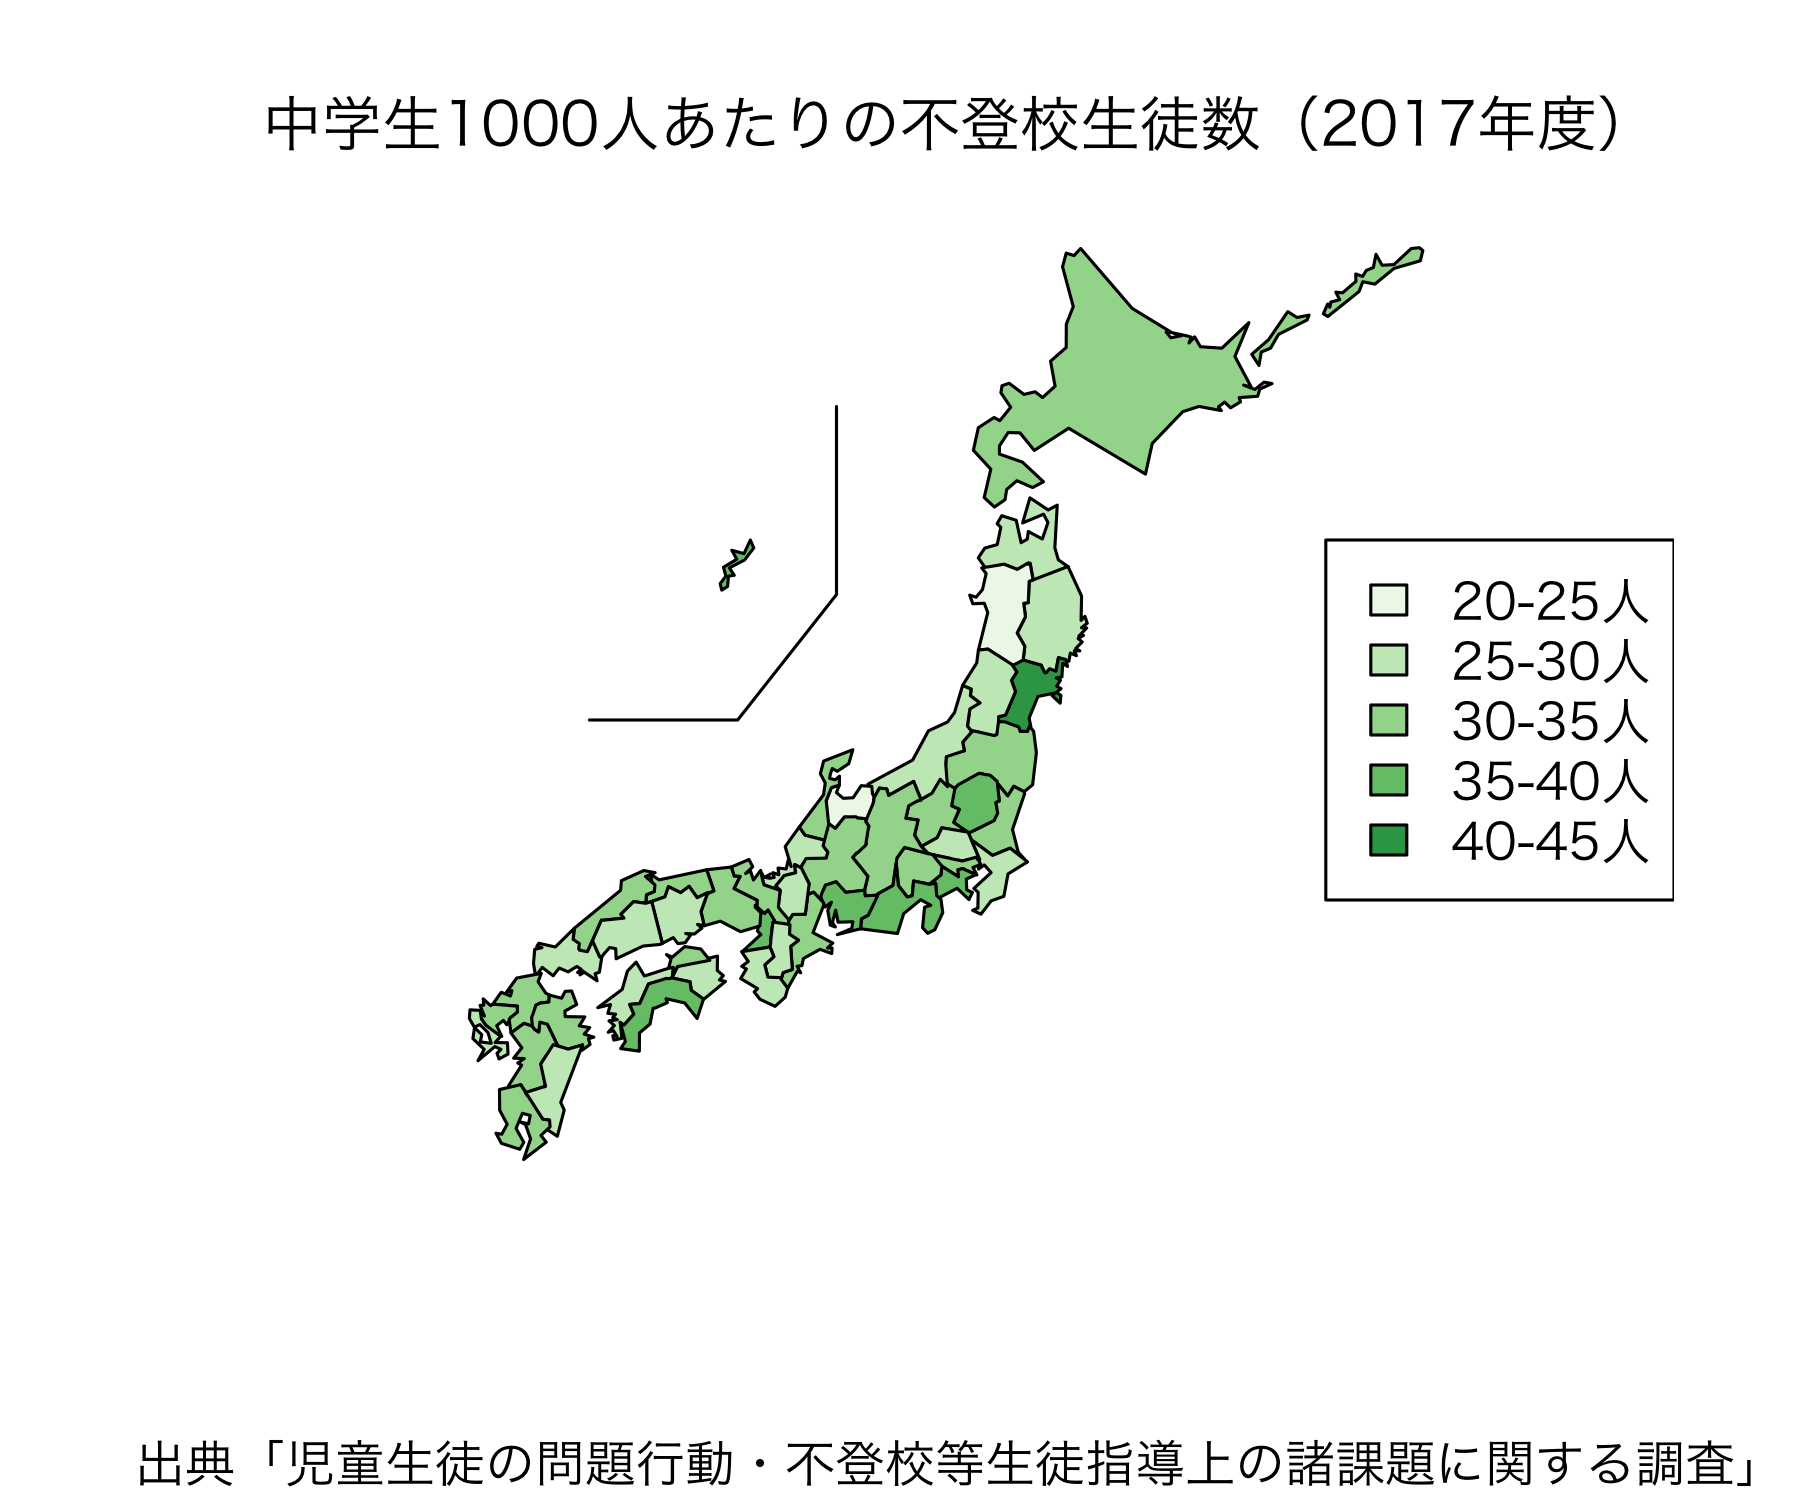 中学生1000人あたりの不登校生徒数（2017年度）
20-25人
25-30人
30-35人
35-40人
40-45人
出典「児童生徒の問題行動・不登校等生徒指導上の諸課題に関する調査」